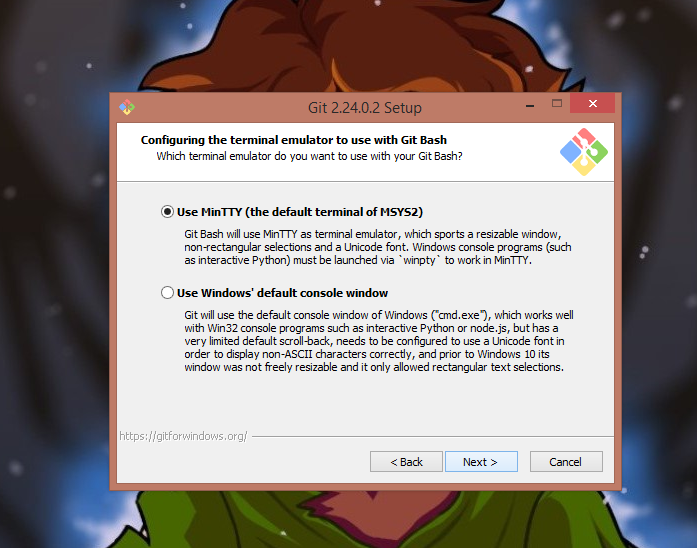 Git 2.24.0.2 Setup
Configuring the terminal emulator to use with Git Bash
Which terminal emulator do you want to use with your Git Bash?
Use MinTTY (the default terminal of MSYS2)
Git Bash will use MinTTY as terminal emulator, which sports a resizable window,
non-rectangular selections and a Unicode font. Windows console programs (such
as interactive Python) must be launched via `winpty` to work in MinTTY.
Use Windows' default console window
Git will use the default console window of Windows ("cmd.exe"), which works well
with Win32 console programs such as interactive Python or node.js, but has a
very limited default scroll-back, needs to be configured to use a Unicode font in
order to display non-ASCII characters correctly, and prior to Windows 10 its
window was not freely resizable and it only allowed rectangular text selections.
https://gitforwindows.org/
< Back
Next >
Cancel